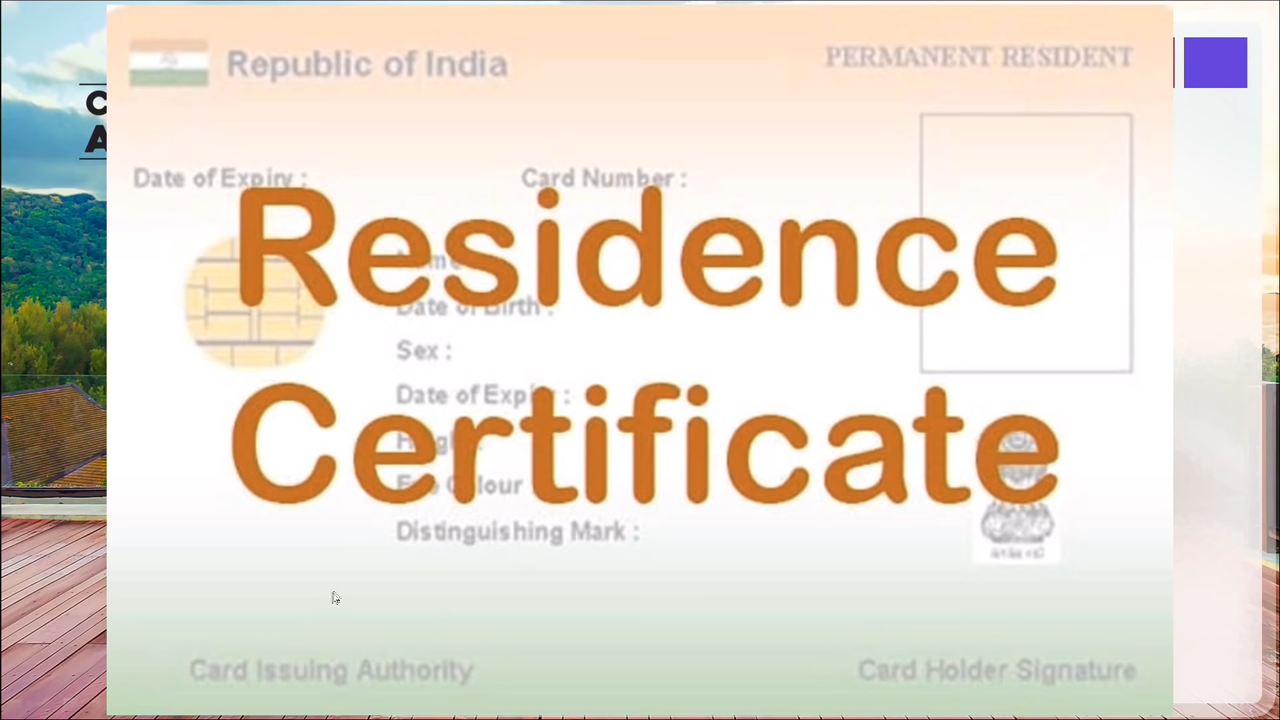 Republic of India
PERMANENT RESIDENT
C
A
Date of Expiry :
Card Number :
Residence
Date of Birth :
Sex :
Date of Expiry :
Certificate
Colour
Distinguishing Mark :
Card Issuing Authority
Card Holder Signature